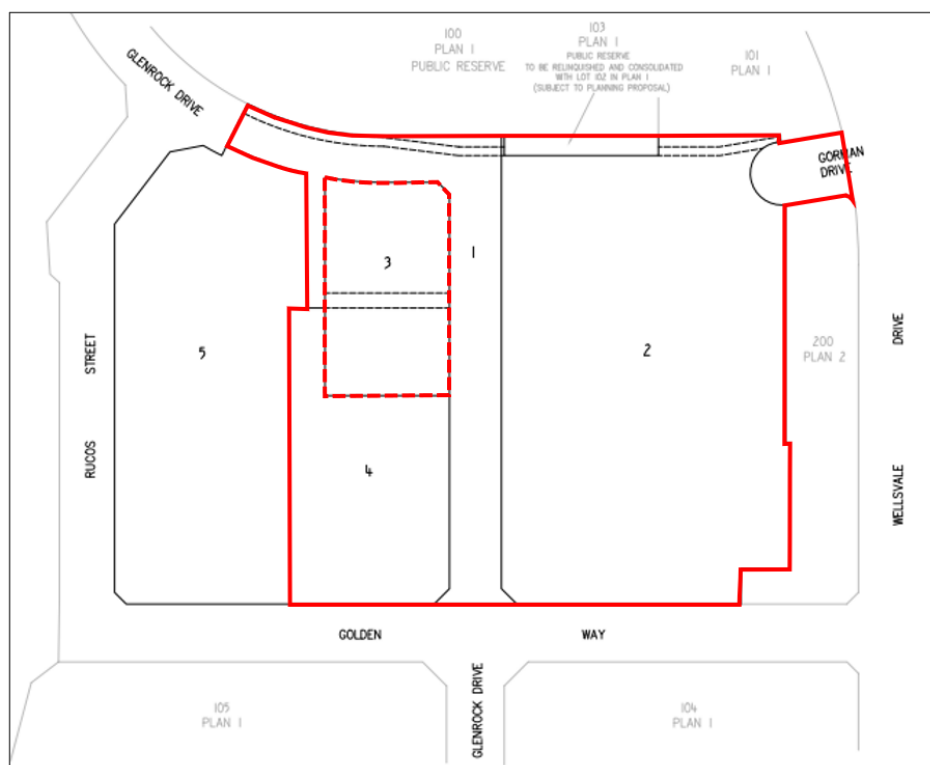 100
PLAN 1
PUBLIC RESERVE
103
PLAN 1
PUBLIC RESERVE
TO BE RELINQUISHED AND CONSOLIDATED
WITH LOT 102 IN PLAN 1
(SUBJECT TO PLANNING PROPOSAL)
101
PLAN 1
GLENROCK DRIVE
GORMAN
DRIVE
1
3
2
5
4
200
PLAN 2
RUCOS STREET
WELLSVALE DRIVE
GOLDEN WAY
GLENROCK DRIVE
105
PLAN 1
104
PLAN 1